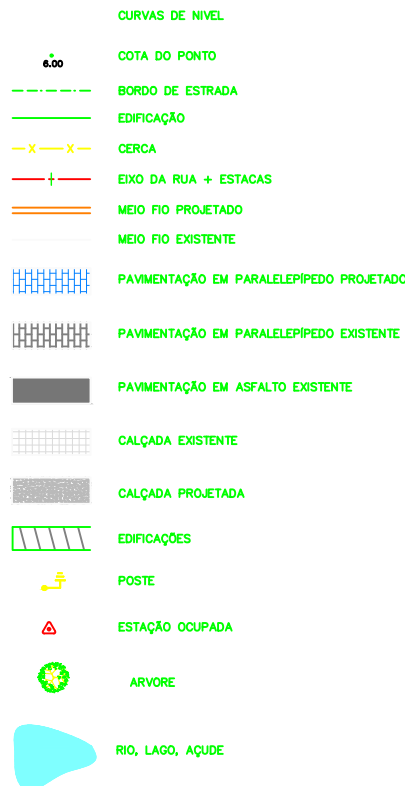 CURVAS DE NIVEL
6.00
COTA DO PONTO
BORDO DE ESTRADA
EDIFICAÇÃO
X X
CERCA
EIXO DA RUA + ESTACAS
MEIO FIO PROJETADO
MEIO FIO EXISTENTE
PAVIMENTAÇÃO EM PARALELEPÍPEDO PROJETADO
PAVIMENTAÇÃO EM PARALELEPÍPEDO EXISTENTE
PAVIMENTAÇÃO EM ASFALTO EXISTENTE
CALÇADA EXISTENTE
CALÇADA PROJETADA
EDIFICAÇÕES
POSTE
ESTAÇÃO OCUPADA
ARVORE
RIO, LAGO, AÇUDE